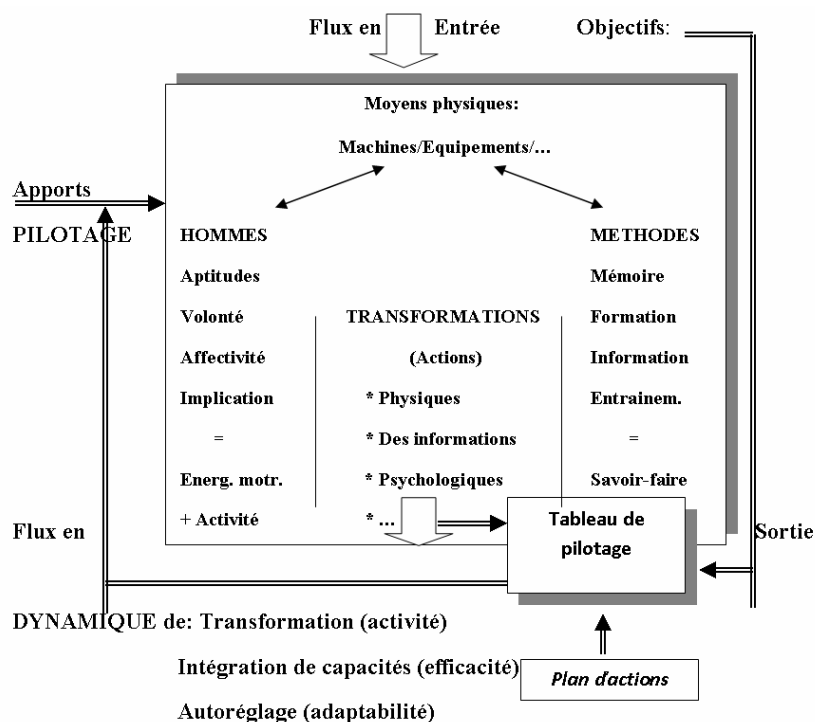 Flux en Entrée Objectifs:
Moyens physiques:
Machines/Equipements/...
Apports
PILOTAGE
HOMMES
Aptitudes
Volonté
Affectivité
Implication
=
Energ. motr.
+ Activité
TRANSFORMATIONS
(Actions)
* Physiques
* Des informations
* Psychologiques
* ...
METHODES
Mémoire
Formation
Information
Entrainem.
=
Savoir-faire
Tableau de
pilotage
Flux en Sortie
DYNAMIQUE de: Transformation (activité)
Intégration de capacités (efficacité)
Autoréglage (adaptabilité)
Plan d'actions